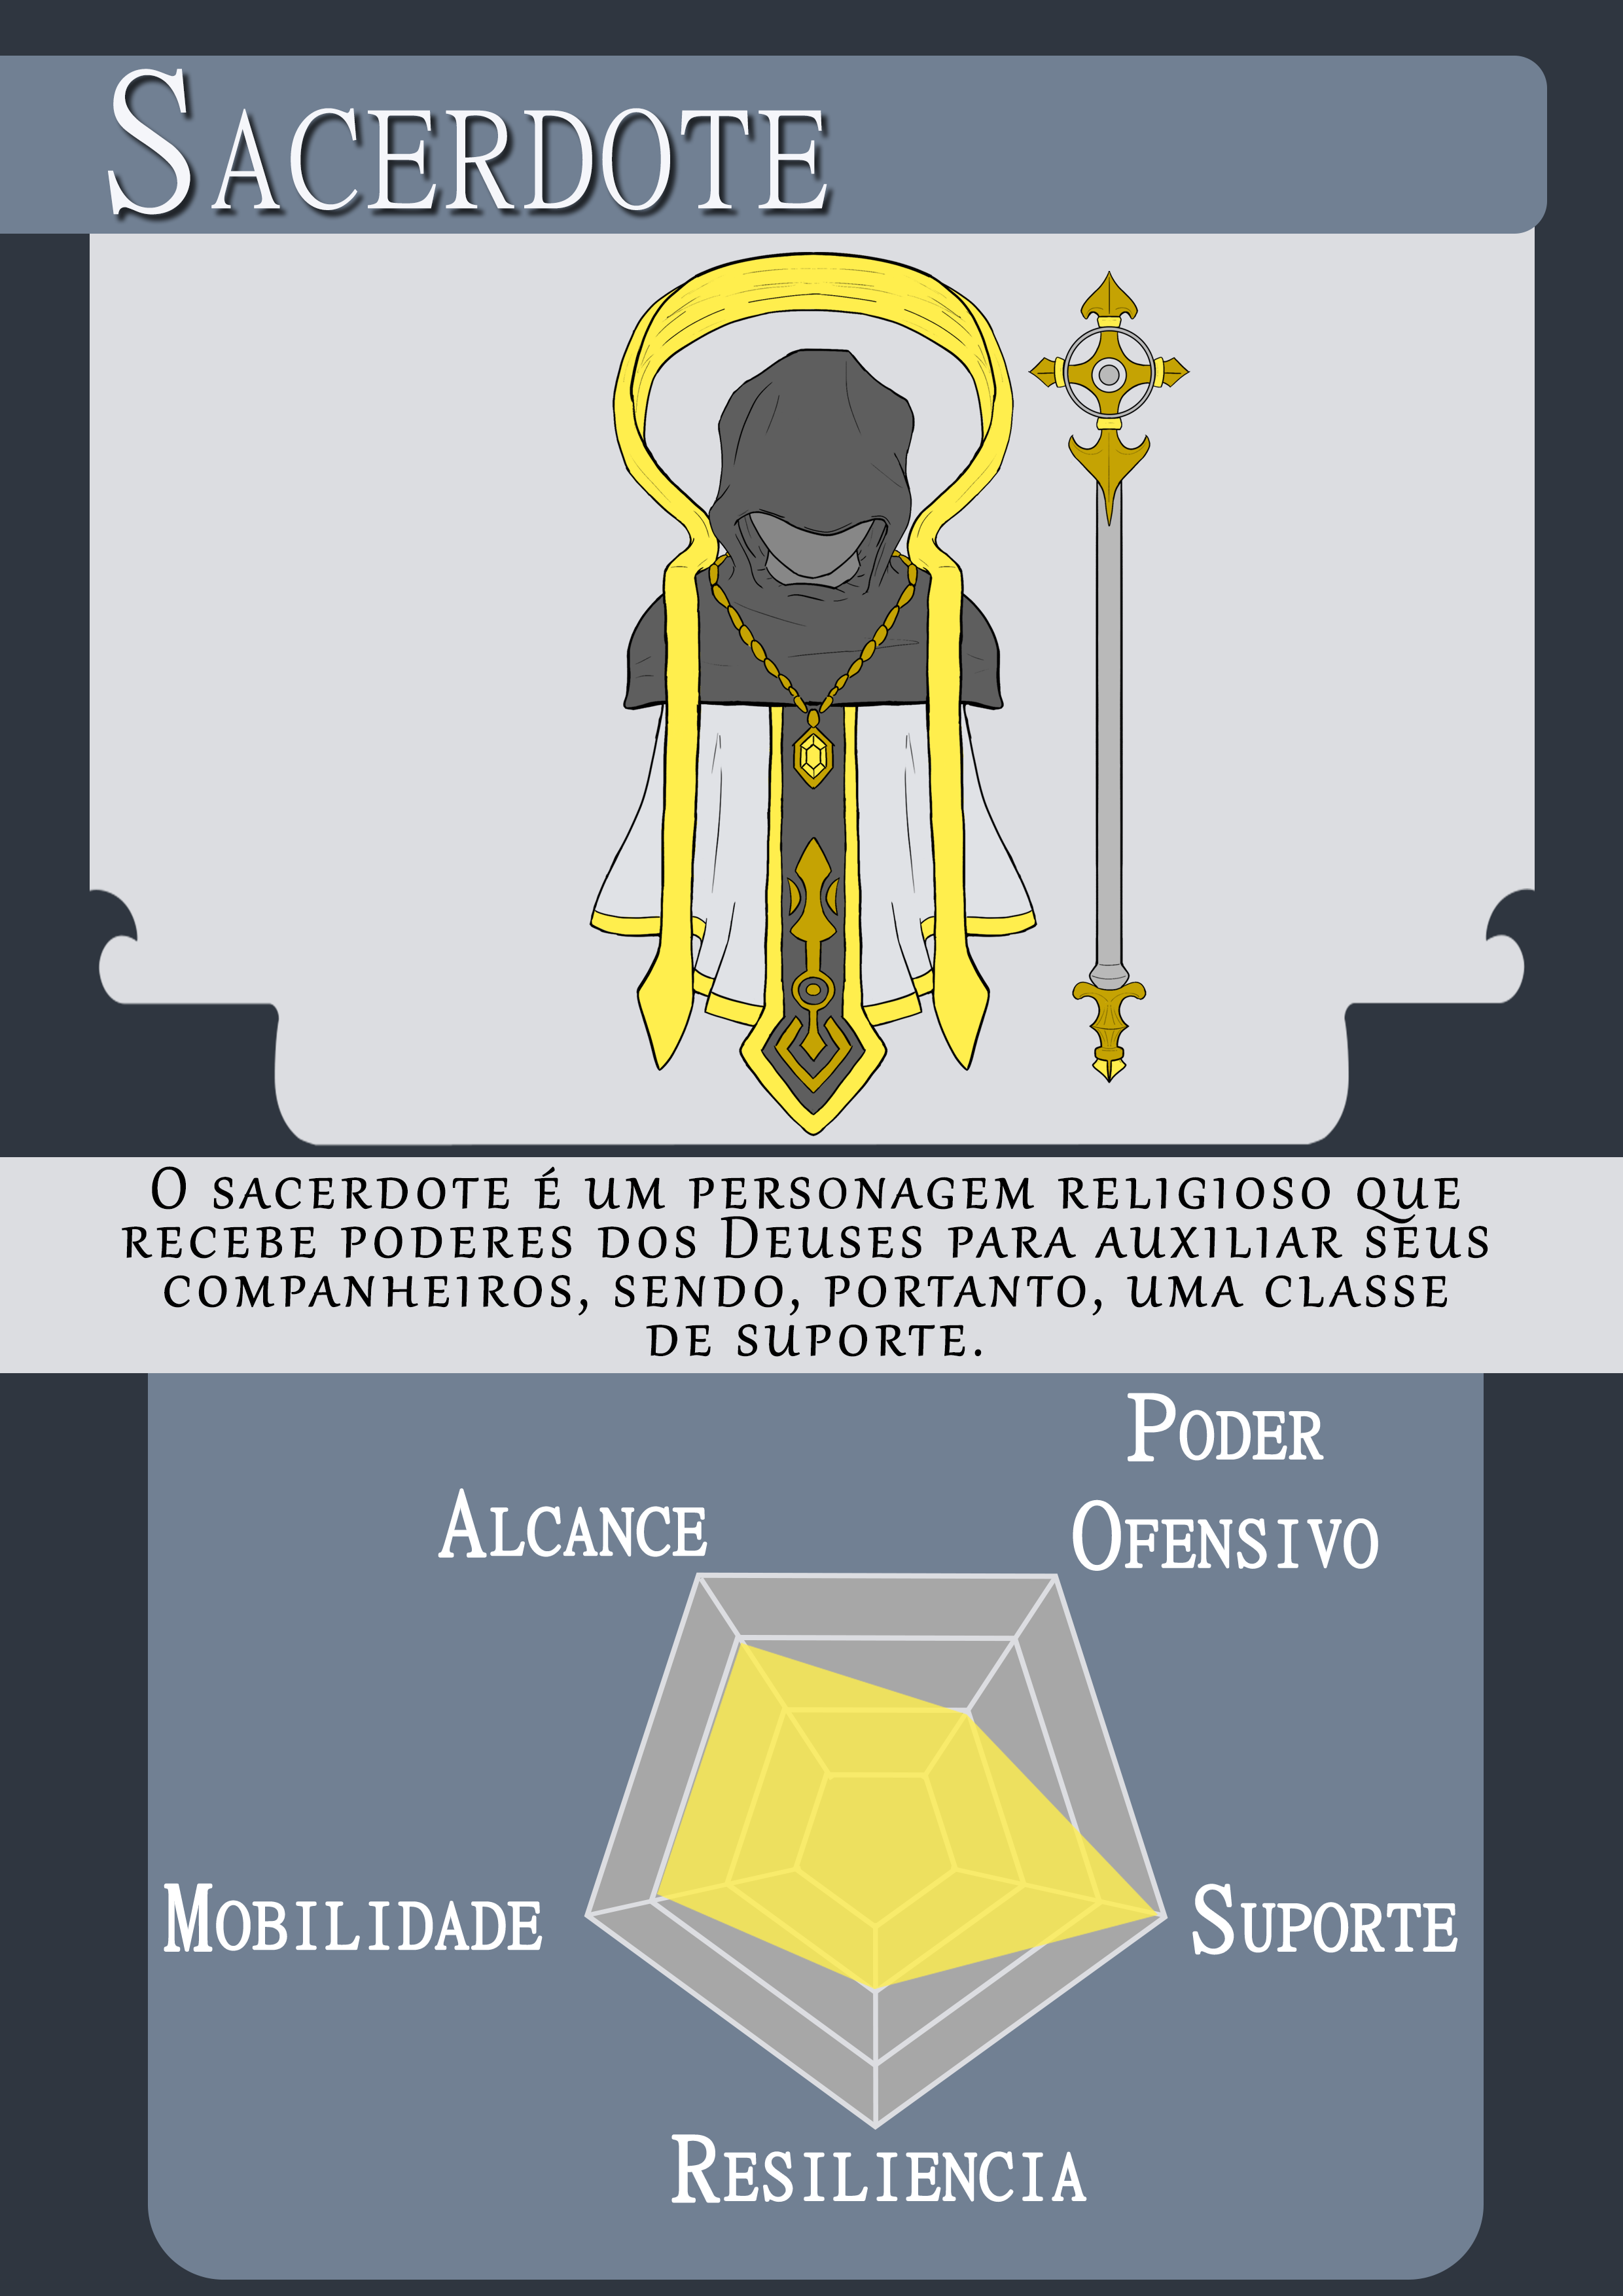 Sacerdote
O sacerdote é um personagem religioso que
recebe poderes dos Deuses para auxiliar seus
companheiros, sendo, portanto, uma classe
de suporte.
Poder
Ofensivo
Alcance
Mobilidade
Suporte
Resiliencia